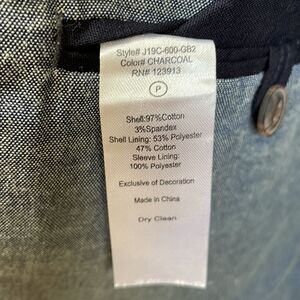 Style# J19C-600-GB2
Color# CHARCOAL
RN# 123913
P
Shell:97%Cotton
3%Spandex
Shell Lining: 53% Polyester
47% Cotton
Sleeve Lining:
100% Polyester
Exclusive of Decoration
Made in China
Dry Clean